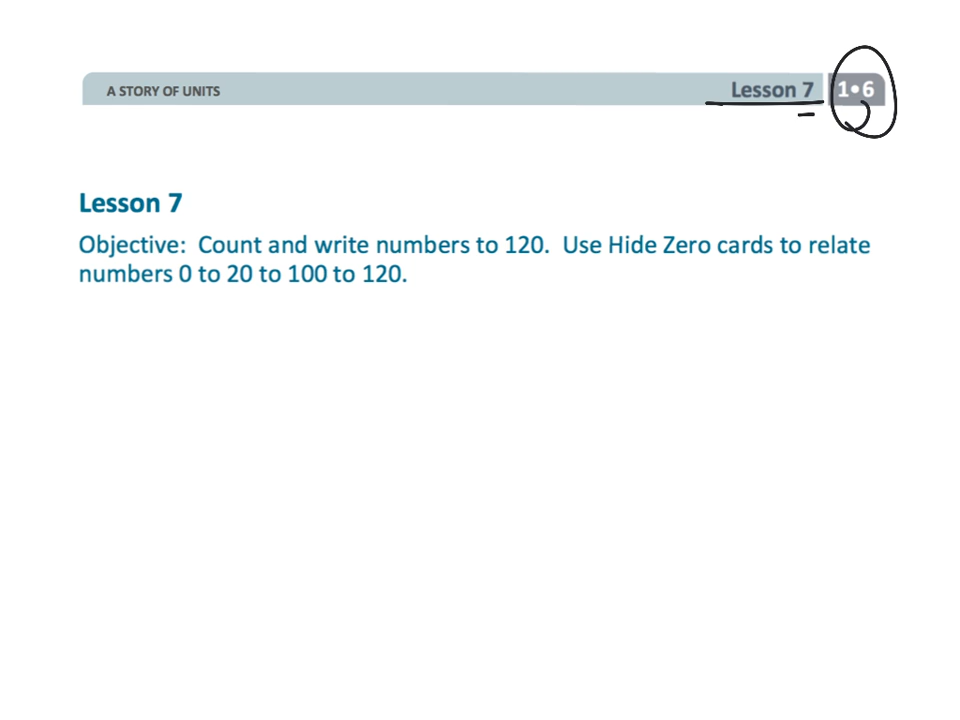 A STORY OF UNITS
Lesson 7
1•6
Lesson 7
Objective: Count and write numbers to 120. Use Hide Zero cards to relate
numbers 0 to 20 to 100 to 120.